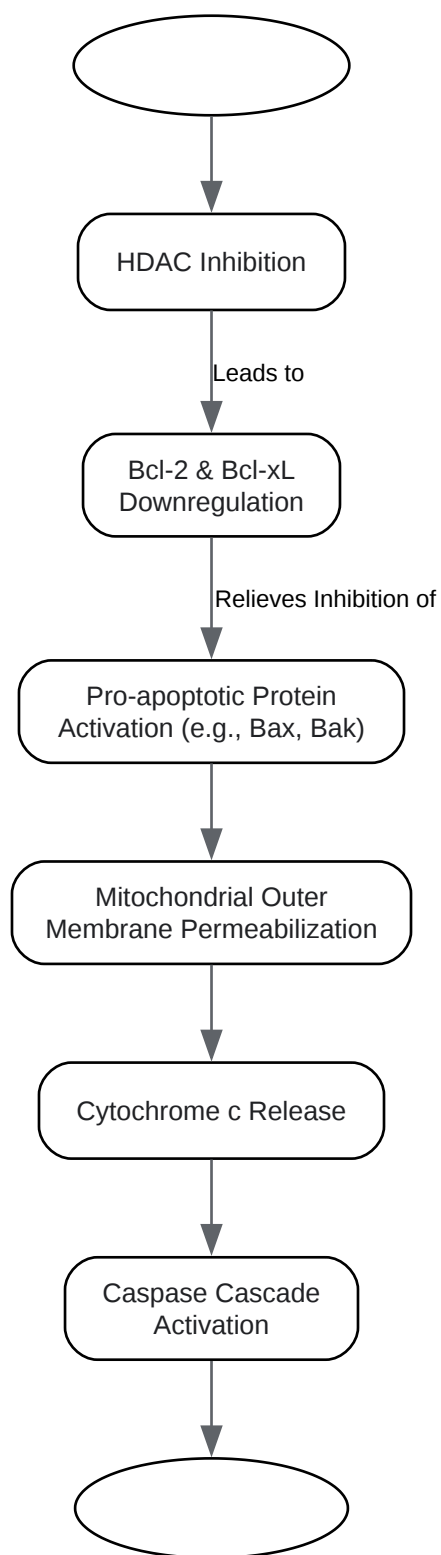 HDAC Inhibition
Leads to
Bcl-2 & Bcl-xL
Downregulation
Relieves Inhibition of
Pro-apoptotic Protein
Activation (e.g., Bax, Bak)
Mitochondrial Outer
Membrane Permeabilization
Cytochrome c Release
Caspase Cascade
Activation